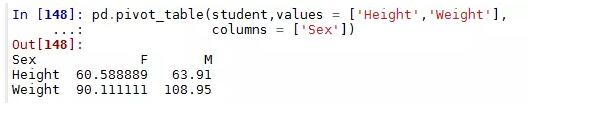 In [148]: pd.pivot_table(student,values = ['Height','Weight'],
...: columns = ['Sex'])
Out[148]:
Sex F M
Height 60.588889 63.91
Weight 90.111111 108.95